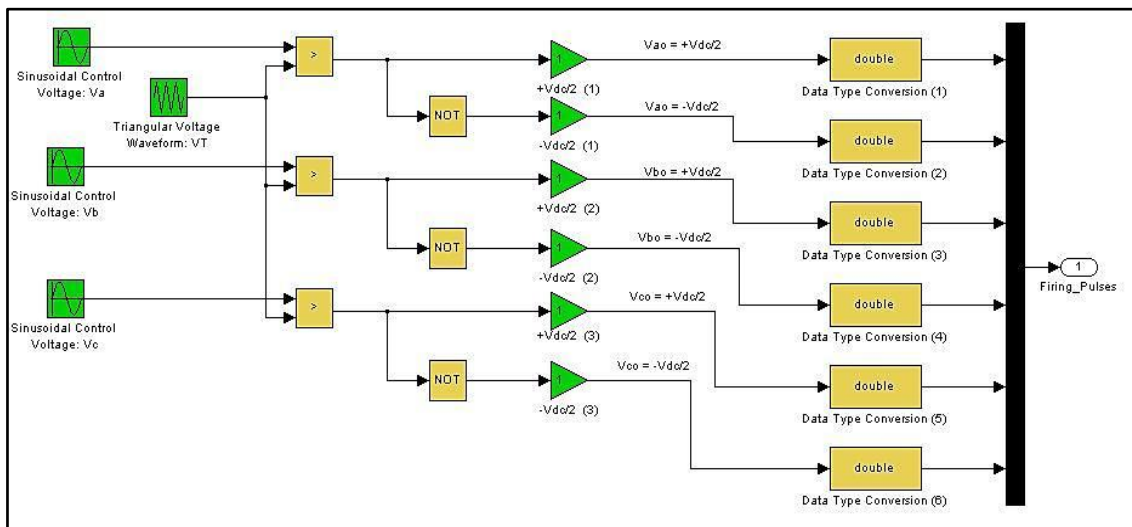 Sinusoidal Control
Voltage: Va
Triangular Voltage
Waveform: VT
>
1
+Vdc/2 (1)
Vao = +Vdc/2
double
Data Type Conversion (1)
NOT
1
-Vdc/2 (1)
Vao = -Vdc/2
double
Data Type Conversion (2)
Sinusoidal Control
Voltage: Vb
>
1
+Vdc/2 (2)
Vbo = +Vdc/2
double
Data Type Conversion (3)
NOT
1
-Vdc/2 (2)
Vbo = -Vdc/2
double
Data Type Conversion (4)
1
Firing_Pulses
Sinusoidal Control
Voltage: Vc
>
1
+Vdc/2 (3)
Vco = +Vdc/2
double
Data Type Conversion (5)
NOT
1
-Vdc/2 (3)
Vco = -Vdc/2
double
Data Type Conversion (6)